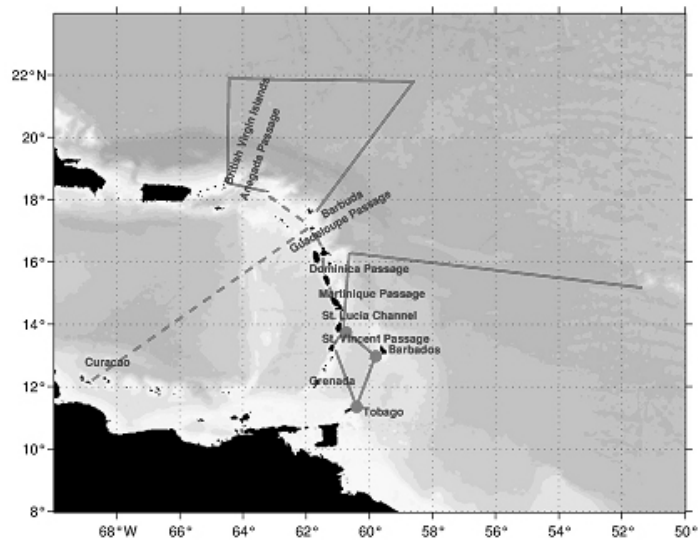 22°N
20°
18°
16°
14°
12°
10°
8°
British Virgin Islands
Anegada Passage
Barbuda
Guadeloupe Passage
Dominica Passage
Martinique Passage
St. Lucia Channel
St. Vincent Passage
Barbados
Curacao
Grenada
Tobago
68°W
66°
64°
62°
60°
58°
56°
54°
52°
50°